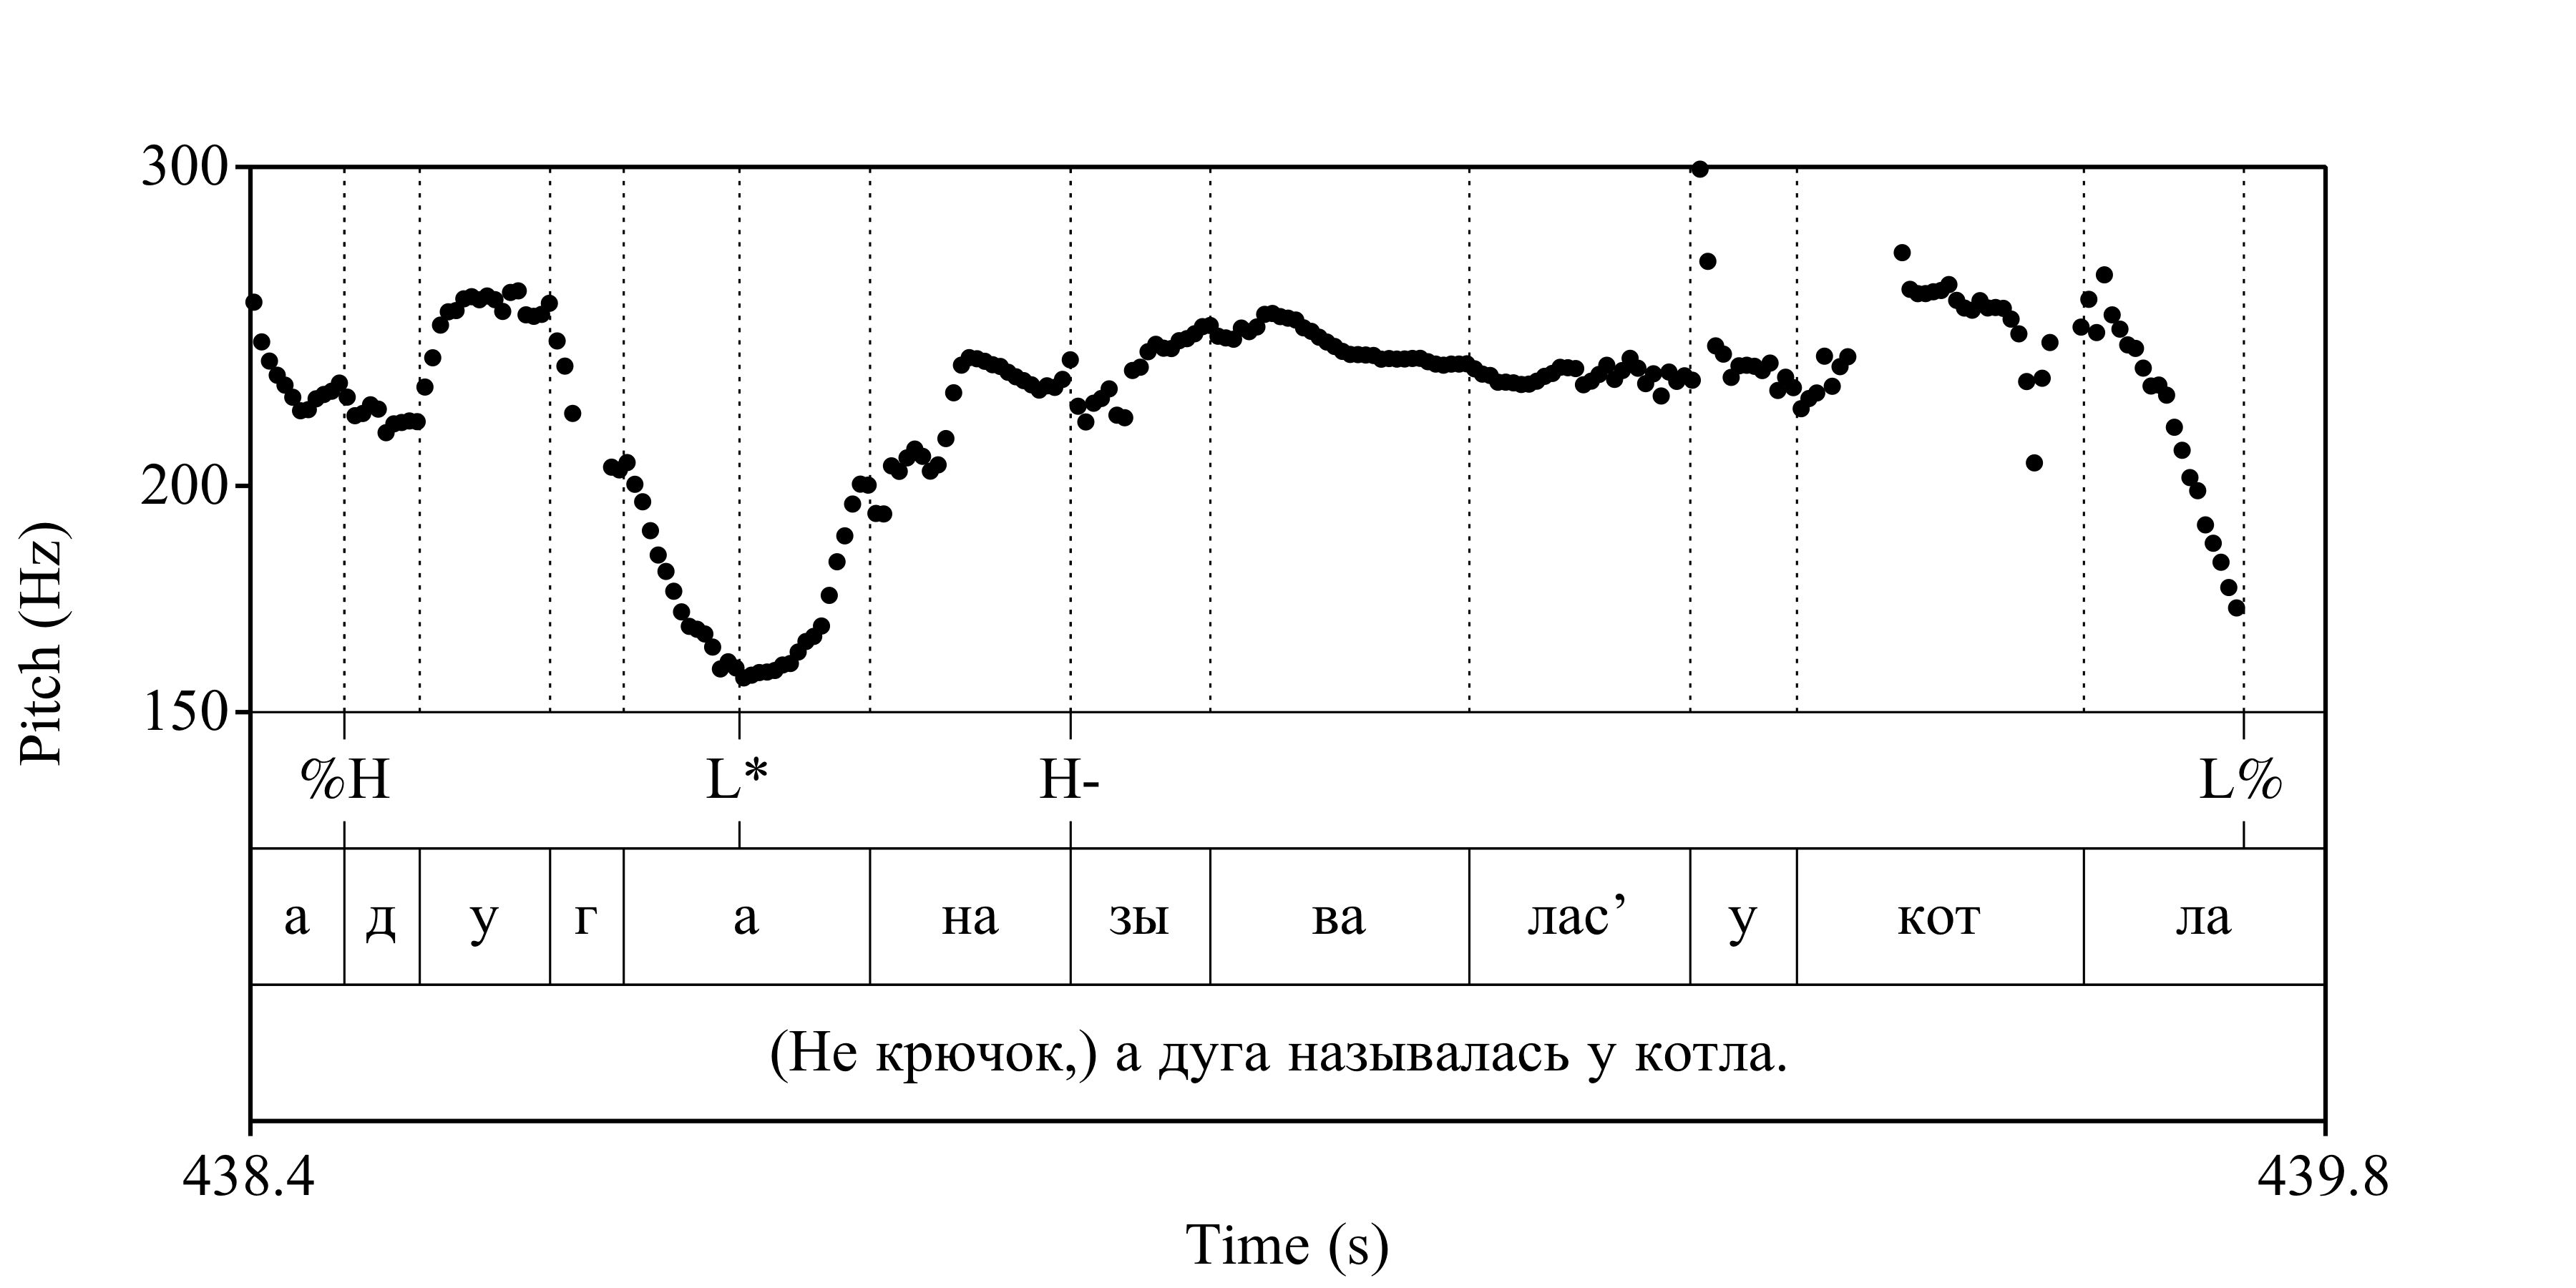 300
200
150
Pitch (Hz)
%H L* H- L%
а д у г а на зы ва лас’ у кот ла
(Не крючок,) а дуга называлась у котла.
438.4 439.8
Time (s)